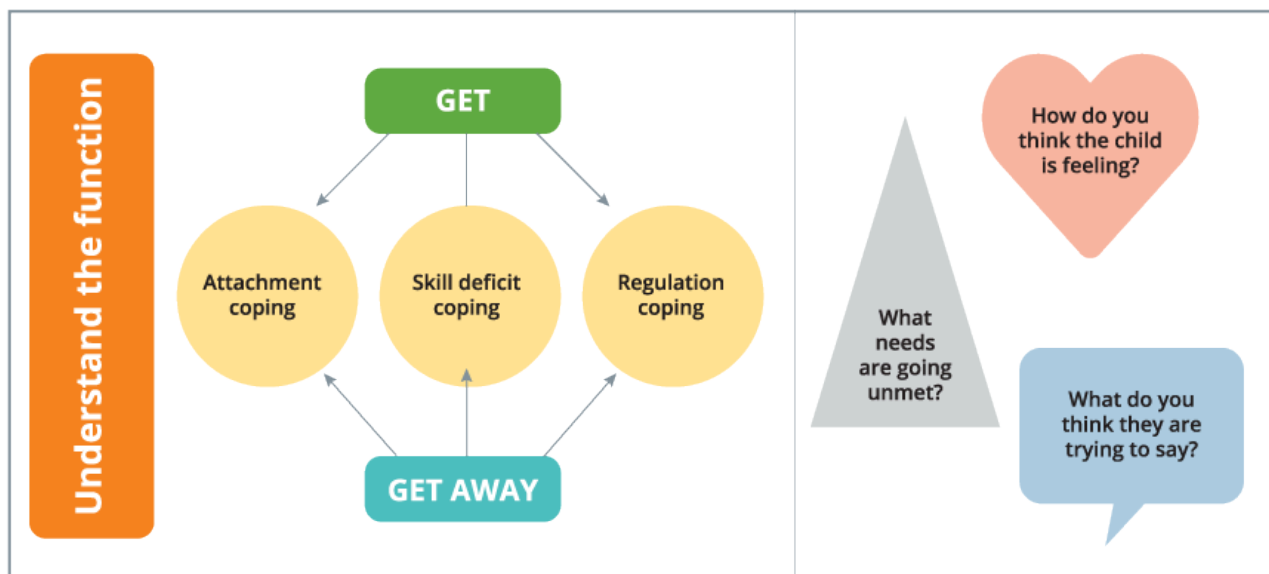 Understand the function
GET
Attachment
coping
Skill deficit
coping
Regulation
coping
GET AWAY
What
needs
are going
unmet?
How do you
think the child
is feeling?
What do you
think they are
trying to say?